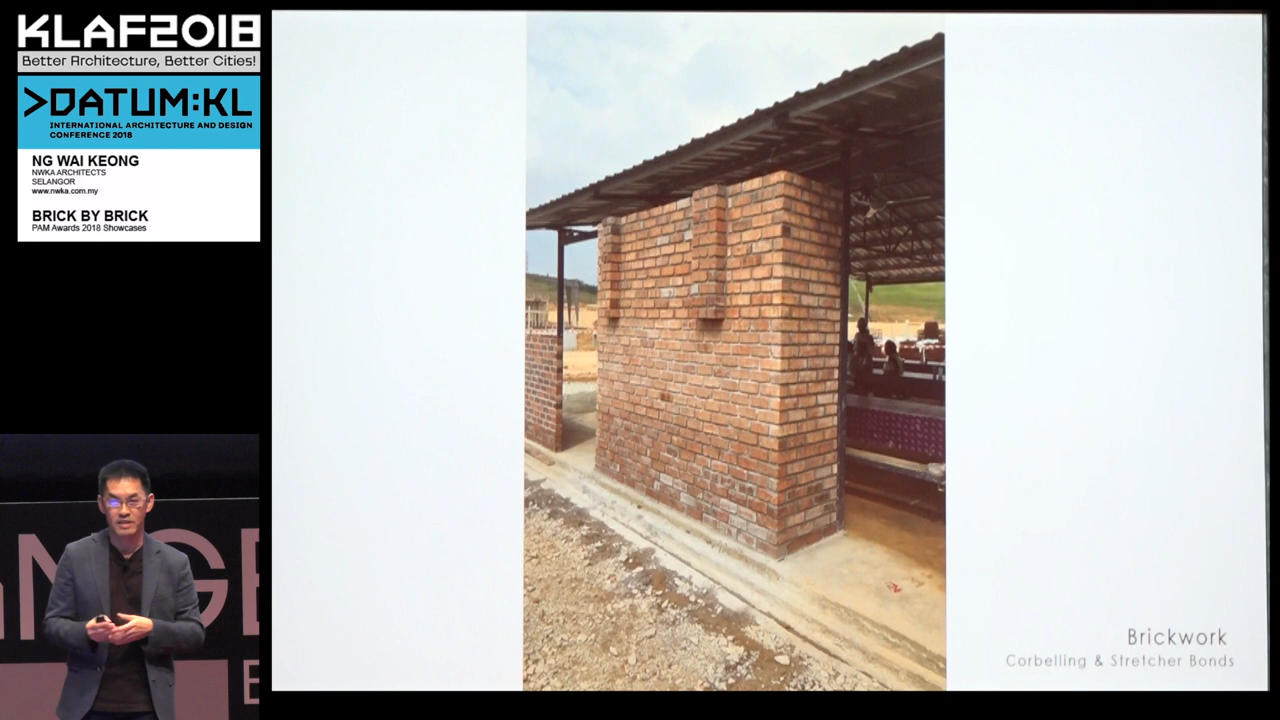 KLAF2018
Better Architecture, Better Cities!
>DATUM:KL
INTERNATIONAL ARCHITECTURE AND DESIGN
CONFERENCE 2018
NG WAI KEONG
NWKA ARCHITECTS
SELANGOR
www.nwka.com.my
BRICK BY BRICK
PAM Awards 2018 Showcases
Brickwork
Corbelling & Stretcher Bonds